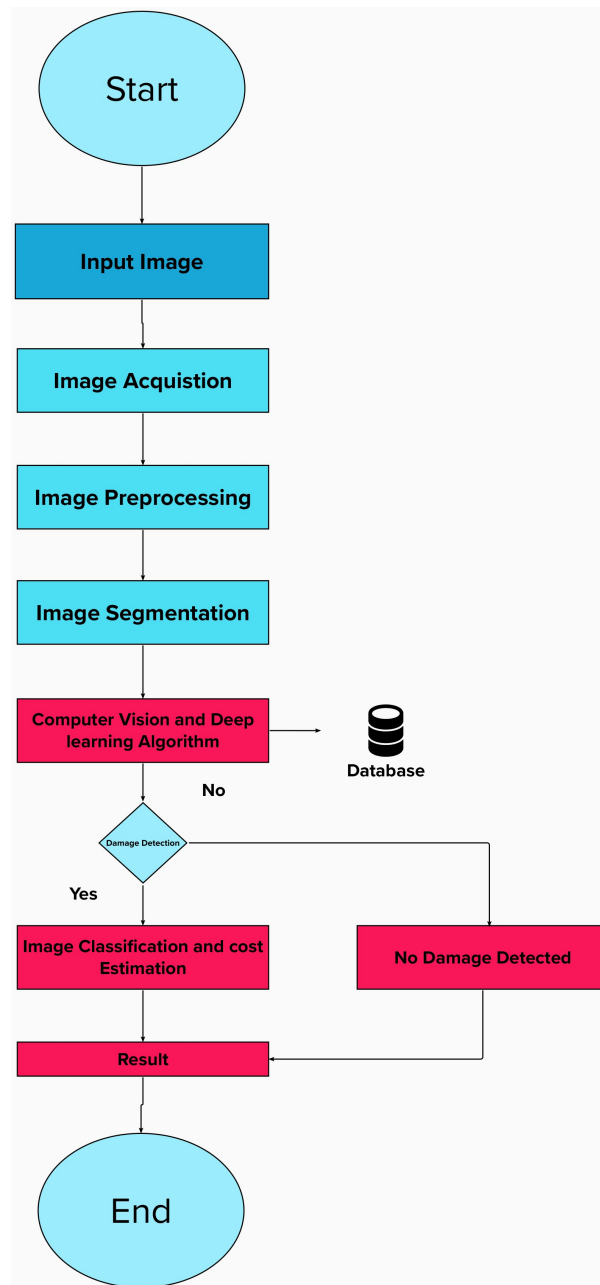 Start
Input Image
Image Acquistion
Image Preprocessing
Image Segmentation
Computer Vision and Deep
learning Algorithm
Database
No
Damage Detection
Yes
Image Classification and cost
Estimation
No Damage Detected
Result
End